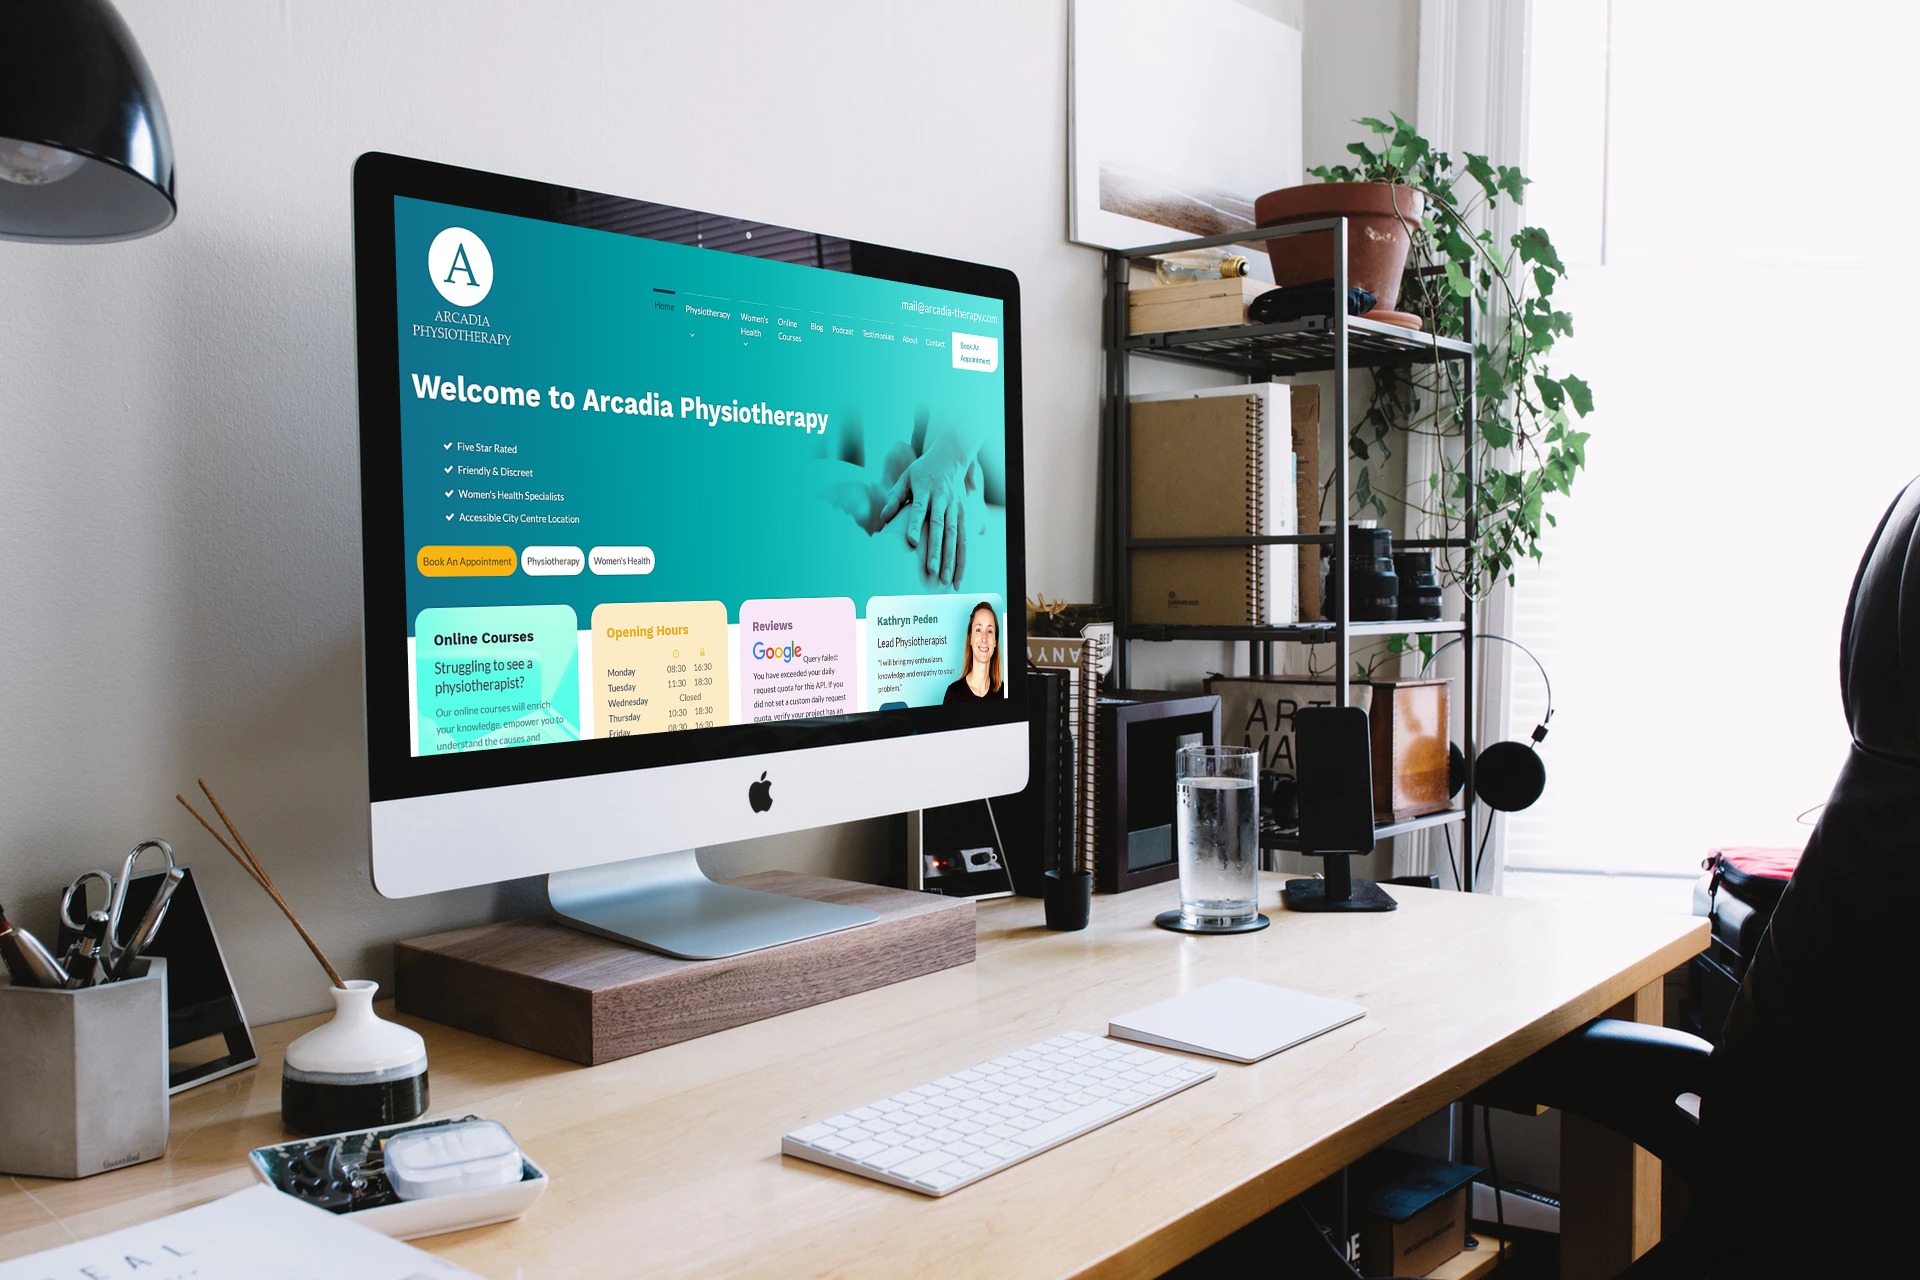 A
ARCADIA
PHYSIOTHERAPY
mail@arcadia-therapy.com
Home
Physiotherapy
Women's
Health
Online
Courses
Blog
Podcast
Testimonials
About
Contact
Book An
Appointment
Welcome to Arcadia Physiotherapy
Five Star Rated
Friendly & Discreet
Women's Health Specialists
Accessible City Centre Location
Book An Appointment
Physiotherapy
Women's Health
Online Courses
Struggling to see a
physiotherapist?
Our online courses will enrich
your knowledge, empower you to
understand the causes and
Opening Hours
Monday 08:30 16:30
Tuesday 11:30 18:30
Wednesday Closed
Thursday 10:30 18:30
Friday 08:30 16:30
Reviews
Google Query failed:
You have exceeded your daily
request quota for this API. If you
did not set a custom daily request
quota, verify your project has an
Kathryn Peden
Lead Physiotherapist
"I will bring my enthusiasm,
knowledge and empathy to your
problem."
ART
MA